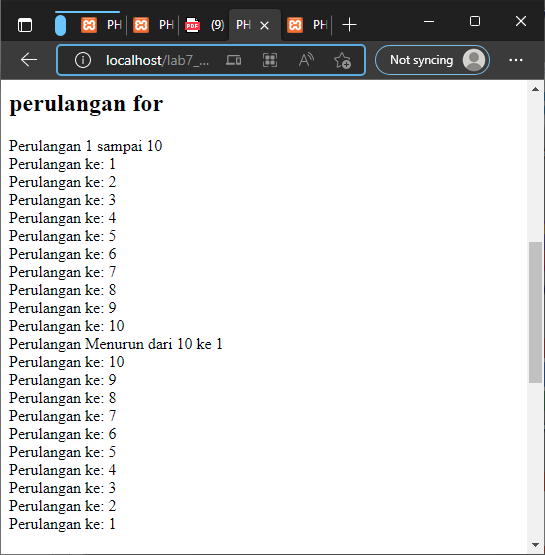 PH
PH
PDF
(9)
PH
PH
localhost/lab7_...
Not syncing
perulangan for
Perulangan 1 sampai 10
Perulangan ke: 1
Perulangan ke: 2
Perulangan ke: 3
Perulangan ke: 4
Perulangan ke: 5
Perulangan ke: 6
Perulangan ke: 7
Perulangan ke: 8
Perulangan ke: 9
Perulangan ke: 10
Perulangan Menurun dari 10 ke 1
Perulangan ke: 10
Perulangan ke: 9
Perulangan ke: 8
Perulangan ke: 7
Perulangan ke: 6
Perulangan ke: 5
Perulangan ke: 4
Perulangan ke: 3
Perulangan ke: 2
Perulangan ke: 1